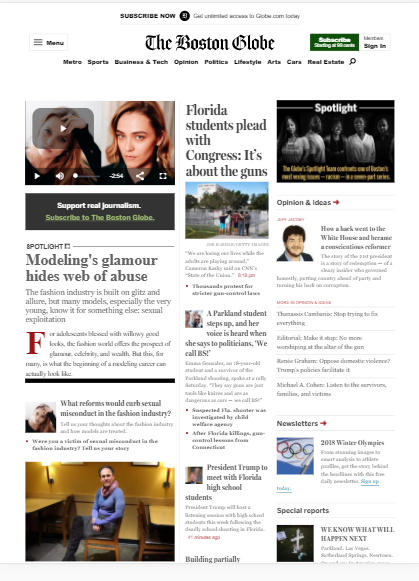 SUBSCRIBE NOW Get unlimited access to Globe.com today
Menu
The Boston Globe
Subscribe
Starting at 99 cents
Members
Sign In
Metro Sports Business & Tech Opinion Politics Lifestyle Arts Cars Real Estate
-2:54
Support real journalism.
Subscribe to The Boston Globe.
SPOTLIGHT
Modeling's glamour
hides web of abuse
The fashion industry is built on glitz and
allure, but many models, especially the very
young, know it for something else: sexual
exploitation
For adolescents blessed with willowy good
looks, the fashion world offers the prospect of
glamour, celebrity, and wealth. But this, for
many, is what the beginning of a modeling career can
actually look like.
What reforms would curb sexual
misconduct in the fashion industry?
Tell us your thoughts about the fashion industry
and how models are treated.
Were you a victim of sexual misconduct in the
fashion industry? Tell us your story
Florida
students plead
with
Congress: It's
about the guns
"We are losing our lives while the
adults are playing around,"
Cameron Kasky said on CNN's
"State of the Union."
Thousands protest for
stricter gun-control laws
A Parkland student
steps up, and her
voice is heard when
she says to politicians, 'We
call BS!'
Emma Gonzalez, an 18-year-old
student and a survivor of the
Parkland shooting, spoke at a rally
Saturday. "They say guns are just
tools like knives and are as
dangerous as cars — we call BS!"
Suspected Fla. shooter was
investigated by child
welfare agency
After Florida killings, gun-
control lessons from
Connecticut
President Trump to
meet with Florida
high school
students
President Trump will host a
listening session with high school
students this week following the
deadly school shooting in Florida.
41 minutes ago
Building partially
Spotlight
The Globe's Spotlight Team confronts one of Boston's
most vexing issues — racism — in a seven-part series.
Opinion & Ideas
JEFF JACOBY
How a back went to the
White House and became
a conscientious reformer
The story of the 21st president
is a story of redemption — of a
sleazy insider who governed
honestly, putting country ahead of party and
turning his back on corruption.
MORE IN OPINION & IDEAS
Thanassis Cambanis: Stop trying to fix
everything
Editorial: Make it stop: No more
worshiping at the altar of the gun
Renée Graham: Oppose domestic violence?
Trump's policies conflict
Michael A. Cohen: Listen to the survivors,
families, and victims
Newsletters
2018 Winter Olympics
From stunning images to
smart analysis to athlete
profiles, get the story behind
the headlines with this free
daily newsletter. Sign up
today.
Special reports
WE KNOW WHAT WILL
HAPPEN NEXT
Parkland. Las Vegas.
Sutherland Springs. Newtown.